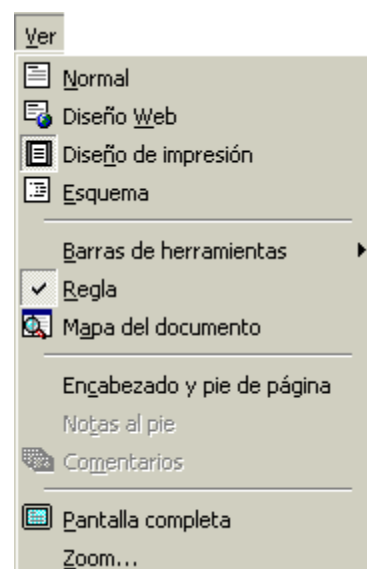 Ver
Normal
Diseño Web
Diseño de impresión
Esquema
Barras de herramientas
Regla
Mapa del documento
Encabezado y pie de página
Notas al pie
Comentarios
Pantalla completa
Zoom...